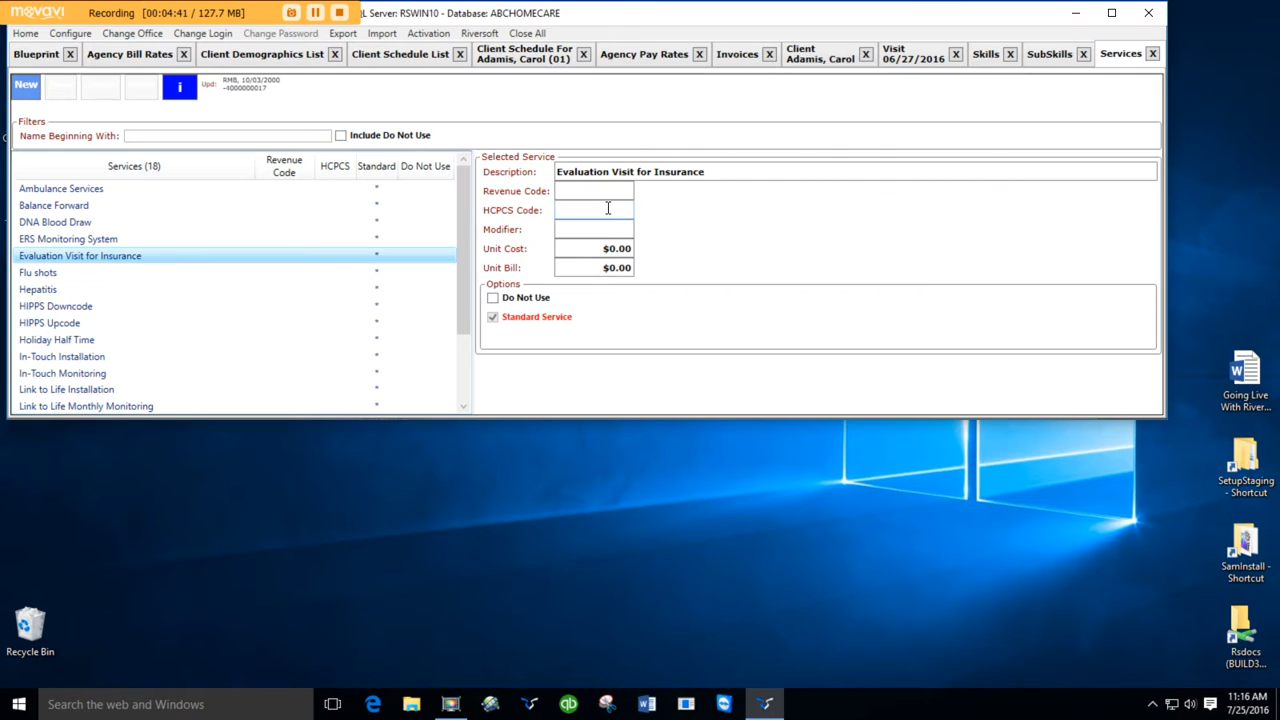 movavi Recording [00:04:41 / 127.7 MB] L Server: RSWIN10 - Database: ABCHOMECARE
Home Configure Change Office Change Login Change Password Export Import Activation Riversoft Close All
Blueprint X Agency Bill Rates X Client Demographics List X Client Schedule List X Client Schedule For X Agency Pay Rates X Invoices X Client X Visit X Skills X SubSkills X Services X
Adamis, Carol (01) Adamis, Carol 06/27/2016
New i Upd: RMB, 10/03/2000
-4000000017
Filters
Name Beginning With: Include Do Not Use
Services (18) Revenue Code HCPCS Standard Do Not Use
Ambulance Services *
Balance Forward *
DNA Blood Draw *
ERS Monitoring System *
Evaluation Visit for Insurance *
Flu shots *
Hepatitis *
HIPPS Downcode *
HIPPS Upcode *
Holiday Half Time *
In-Touch Installation *
In-Touch Monitoring *
Link to Life Installation *
Link to Life Monthly Monitoring *
Selected Service
Description: Evaluation Visit for Insurance
Revenue Code:
HCPCS Code:
Modifier:
Unit Cost: $0.00
Unit Bill: $0.00
Options
Do Not Use
Standard Service
Going Live
With River...
SetupStaging
- Shortcut
SamInstall -
Shortcut
Rsdocs
(BUILD3...
Recycle Bin
Search the web and Windows
11:16 AM
7/25/2016